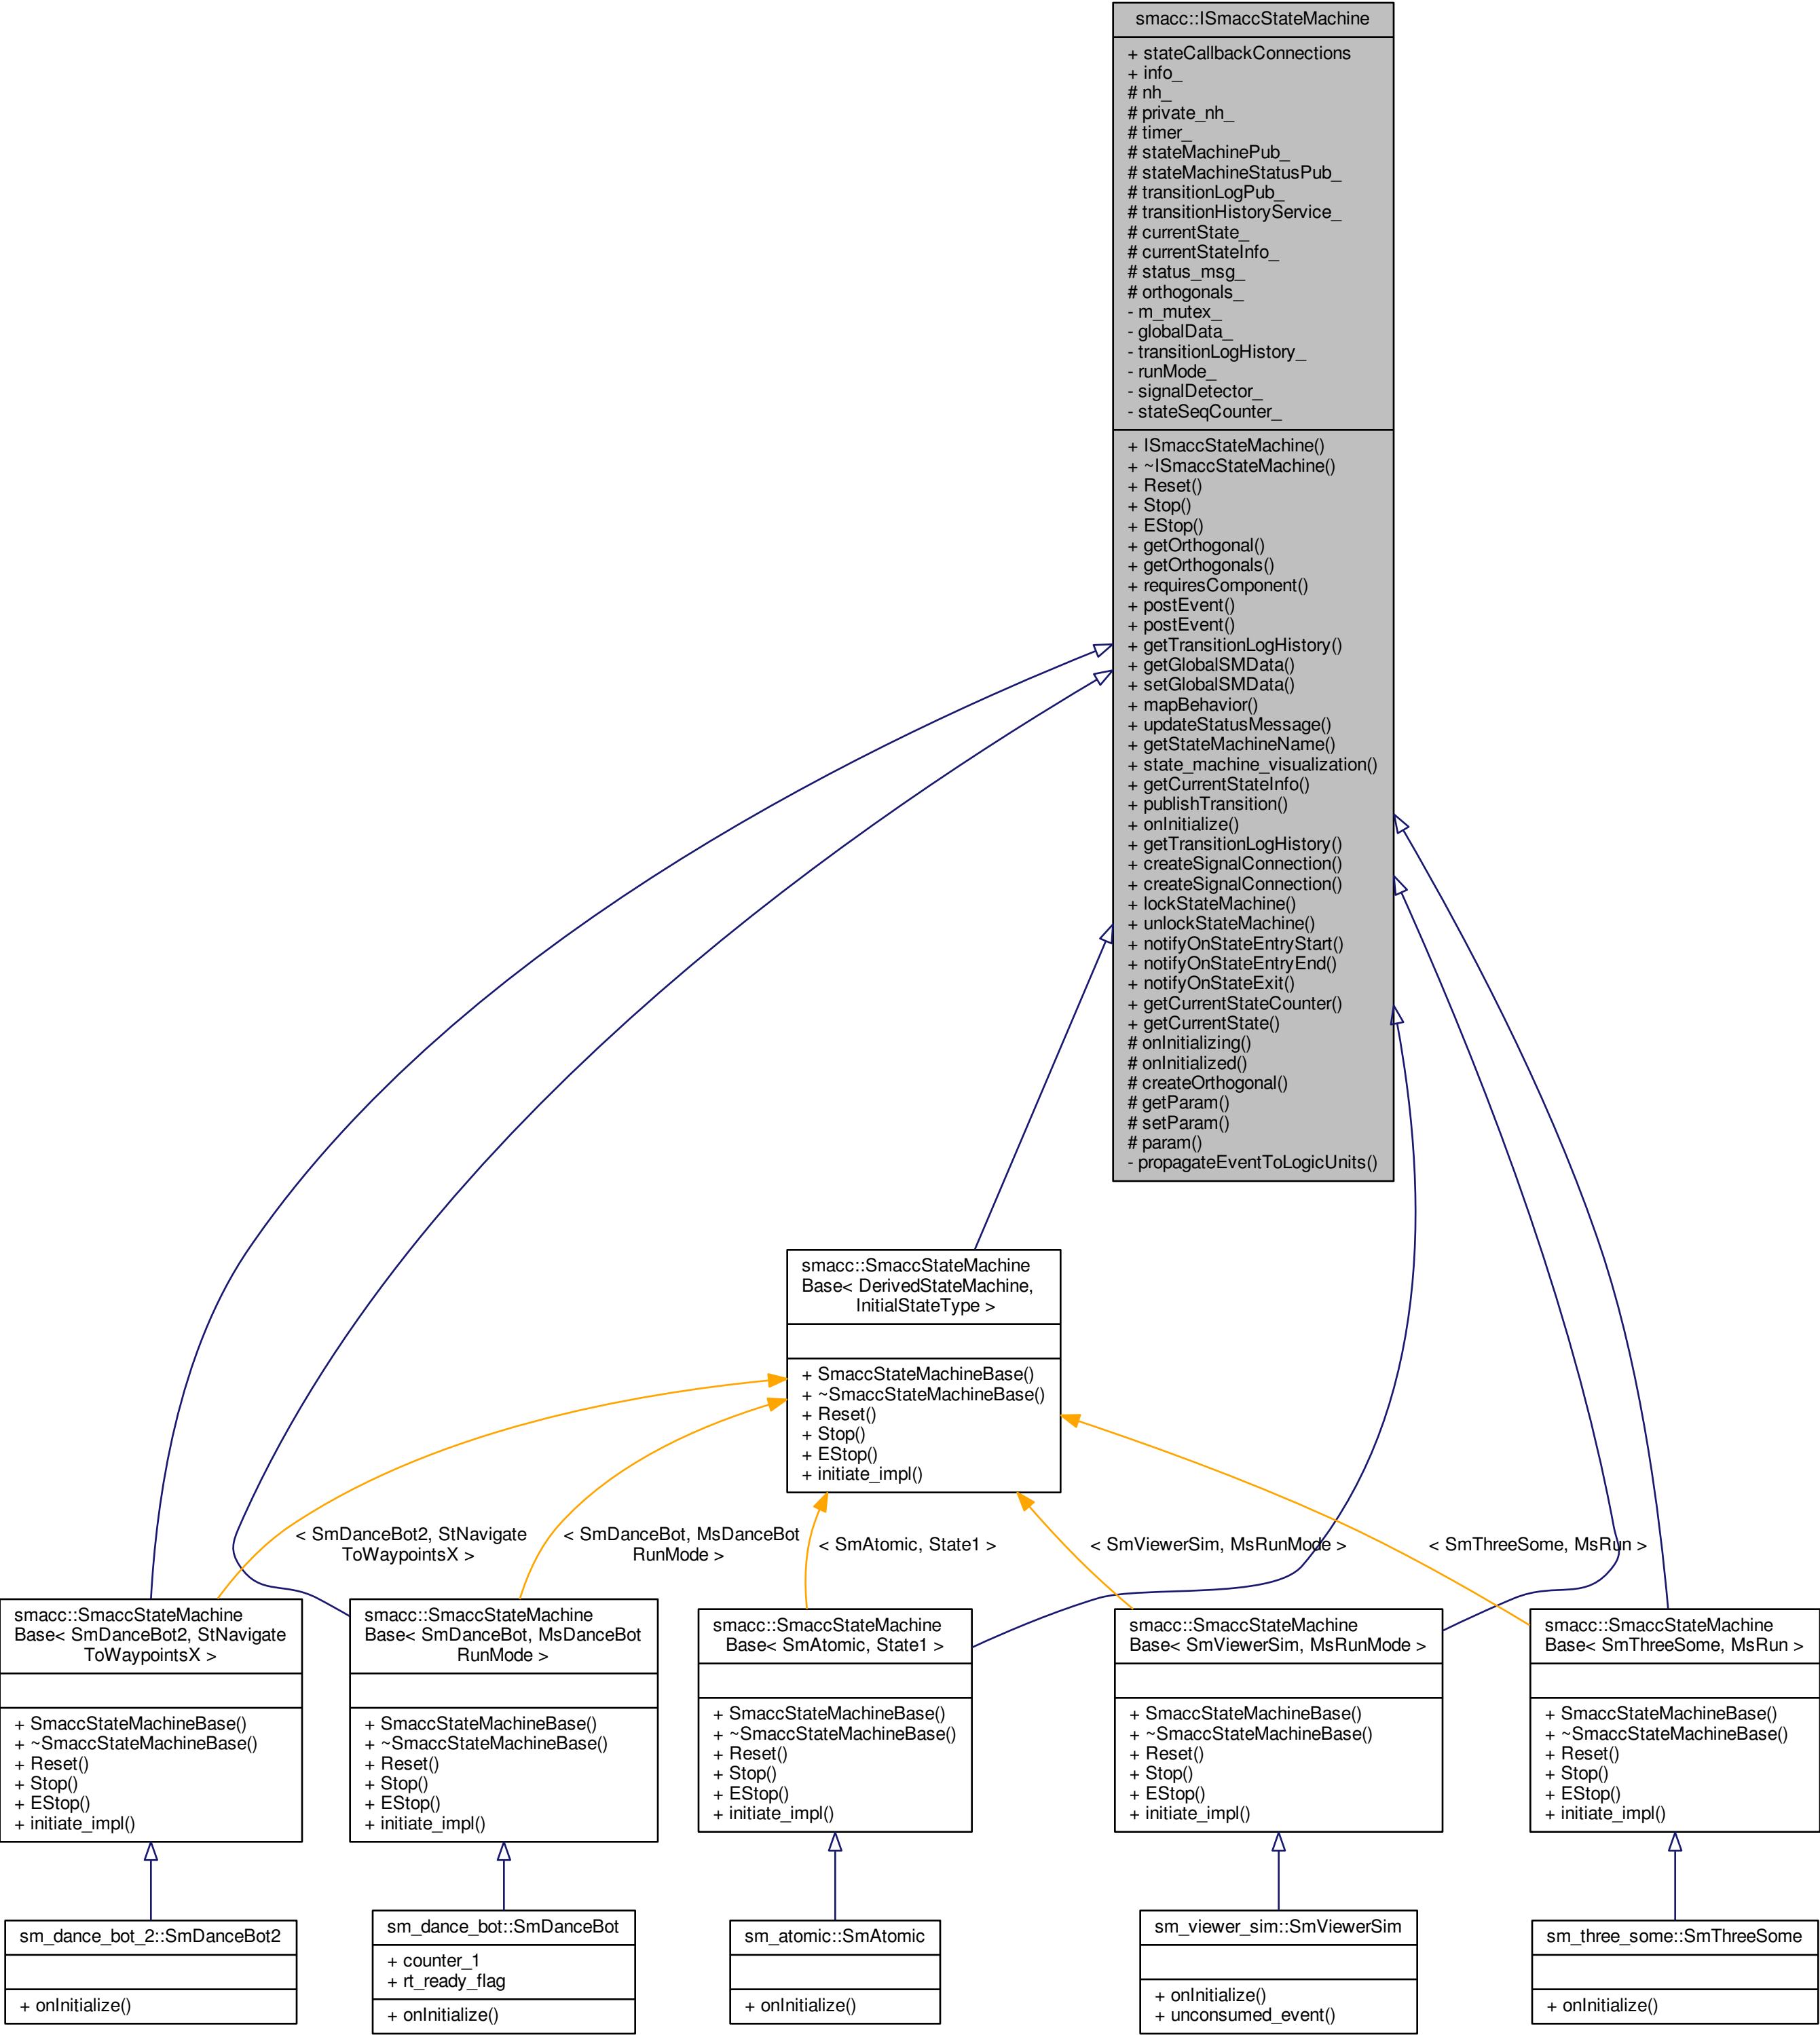 smacc::ISmaccStateMachine
+ stateCallbackConnections
+ info_
# nh_
# private_nh_
# timer_
# stateMachinePub_
# stateMachineStatusPub_
# transitionLogPub_
# transitionHistoryService_
# currentState_
# currentStateInfo_
# status_msg_
# orthogonals_
- m_mutex_
- globalData_
- transitionLogHistory_
- runMode_
- signalDetector_
- stateSeqCounter_
+ ISmaccStateMachine()
+ ~ISmaccStateMachine()
+ Reset()
+ Stop()
+ EStop()
+ getOrthogonal()
+ getOrthogonals()
+ requiresComponent()
+ postEvent()
+ postEvent()
+ getTransitionLogHistory()
+ getGlobalSMData()
+ setGlobalSMData()
+ mapBehavior()
+ updateStatusMessage()
+ getStateMachineName()
+ state_machine_visualization()
+ getCurrentStateInfo()
+ publishTransition()
+ onInitialize()
+ getTransitionLogHistory()
+ createSignalConnection()
+ createSignalConnection()
+ lockStateMachine()
+ unlockStateMachine()
+ notifyOnStateEntryStart()
+ notifyOnStateEntryEnd()
+ notifyOnStateExit()
+ getCurrentStateCounter()
+ getCurrentState()
# onInitializing()
# onInitialized()
# createOrthogonal()
# getParam()
# setParam()
# param()
- propagateEventToLogicUnits()
smacc::SmaccStateMachine
Base< DerivedStateMachine,
InitialStateType >
+ SmaccStateMachineBase()
+ ~SmaccStateMachineBase()
+ Reset()
+ Stop()
+ EStop()
+ initiate_impl()
< SmDanceBot2, StNavigate
ToWaypointsX >
< SmDanceBot, MsDanceBot
RunMode >
< SmAtomic, State1 >
< SmViewerSim, MsRunMode >
< SmThreeSome, MsRun >
smacc::SmaccStateMachine
Base< SmDanceBot2, StNavigate
ToWaypointsX >
+ SmaccStateMachineBase()
+ ~SmaccStateMachineBase()
+ Reset()
+ Stop()
+ EStop()
+ initiate_impl()
smacc::SmaccStateMachine
Base< SmDanceBot, MsDanceBot
RunMode >
+ SmaccStateMachineBase()
+ ~SmaccStateMachineBase()
+ Reset()
+ Stop()
+ EStop()
+ initiate_impl()
smacc::SmaccStateMachine
Base< SmAtomic, State1 >
+ SmaccStateMachineBase()
+ ~SmaccStateMachineBase()
+ Reset()
+ Stop()
+ EStop()
+ initiate_impl()
smacc::SmaccStateMachine
Base< SmViewerSim, MsRunMode >
+ SmaccStateMachineBase()
+ ~SmaccStateMachineBase()
+ Reset()
+ Stop()
+ EStop()
+ initiate_impl()
smacc::SmaccStateMachine
Base< SmThreeSome, MsRun >
+ SmaccStateMachineBase()
+ ~SmaccStateMachineBase()
+ Reset()
+ Stop()
+ EStop()
+ initiate_impl()
sm_dance_bot_2::SmDanceBot2
+ onInitialize()
sm_dance_bot::SmDanceBot
+ counter_1
+ rt_ready_flag
+ onInitialize()
sm_atomic::SmAtomic
+ onInitialize()
sm_viewer_sim::SmViewerSim
+ onInitialize()
+ unconsumed_event()
sm_three_some::SmThreeSome
+ onInitialize()